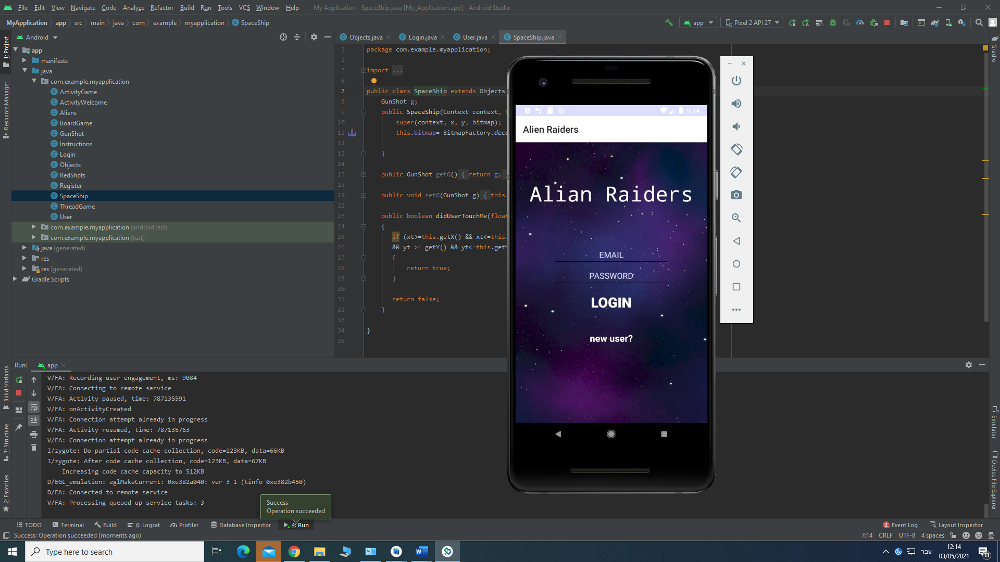 File Edit View Navigate Code Analyze Refactor Build Run Tools VCS Window Help My Application - SpaceShip.java [My_Application.app] - Android Studio
MyApplication app src main java com example myapplication SpaceShip
app Pixel 2 API 27
Android
Objects.java Login.java User.java SpaceShip.java
1: Project
Resource Manager
Build Variants
7: Structure
2: Favorites
Gradle
Emulator
Device File Explorer
app
manifests
java
com.example.myapplication
ActivityGame
ActivityWelcome
Aliens
BoardGame
GunShot
Instructions
Login
Objects
RedShots
Register
SpaceShip
ThreadGame
User
com.example.myapplication (androidTest)
com.example.myapplication (test)
java (generated)
res
res (generated)
Gradle Scripts
1 package com.example.myapplication;
2
3 import ...
6
7 public class SpaceShip extends Objects
8 GunShot g;
9 public SpaceShip(Context context,
10 super(context, x, y, bitmap);
11 this.bitmap= BitmapFactory.deco
12
13 }
14
15 public GunShot getG() { return g;
18
19 public void setG(GunShot g) { this.
22
23 public boolean didUserTouchMe(float
24 {
25 if (xt>=this.getX() && xt<=this.
26 && yt >= getY() && yt<=this.getY
27 {
28 return true;
29 }
30
31 return false;
32 }
33
34 }
35
9:14
Alien Raiders
Alian Raiders
EMAIL
PASSWORD
LOGIN
new user?
Run: app
V/FA: Recording user engagement, ms: 9084
V/FA: Connecting to remote service
V/FA: Activity paused, time: 787135591
V/FA: onActivityCreated
V/FA: Connection attempt already in progress
V/FA: Activity resumed, time: 787135763
V/FA: Connection attempt already in progress
I/zygote: Do partial code cache collection, code=123KB, data=66KB
I/zygote: After code cache collection, code=123KB, data=67KB
Increasing code cache capacity to 512KB
D/EGL_emulation: eglMakeCurrent: 0xe382a040: ver 3 1 (tinfo 0xe382b450)
D/FA: Connected to remote service
V/FA: Processing queued up service tasks: 3
Success
Operation succeeded
TODO Terminal Build 6: Logcat Profiler Database Inspector 4: Run 2 Event Log Layout Inspector
Success: Operation succeeded (moments ago) 7:14 CRLF UTF-8 4 spaces
Type here to search
עבר
12:14
03/05/2021
11